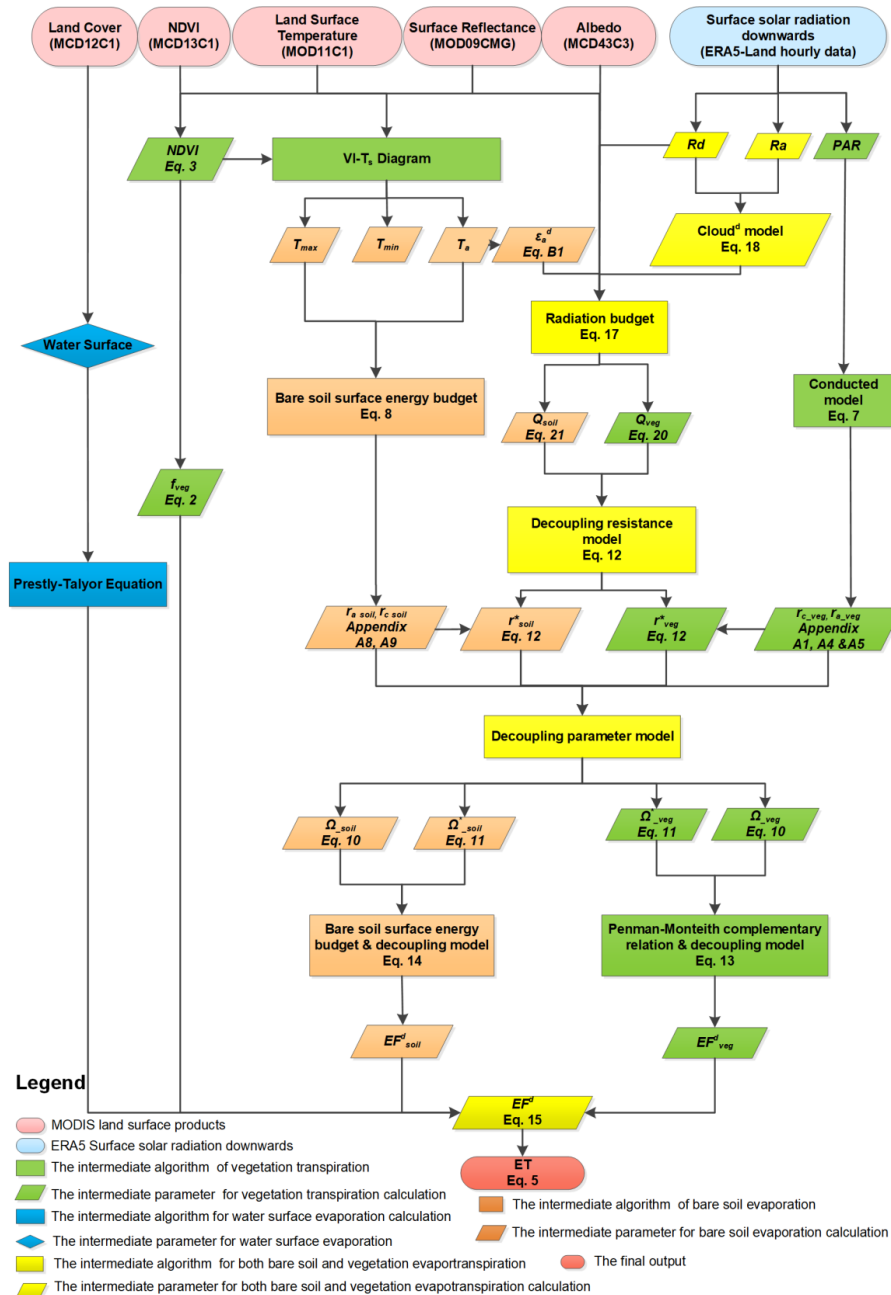 Land Cover
(MCD12C1)
NDVI
(MCD13C1)
Land Surface
Temperature
(MOD11C1)
Surface Reflectance
(MOD09CMG)
Albedo
(MCD43C3)
Surface solar radiation
downwards
(ERA5-Land hourly data)
NDVI
Eq. 3
VI-Ts Diagram
Rd
Ra
PAR
Tmax
Tmin
Ta
εa^d
Eq. B1
Cloud^d model
Eq. 18
Water Surface
Radiation budget
Eq. 17
Bare soil surface energy budget
Eq. 8
Conducted
model
Eq. 7
Qsoil
Eq. 21
Qveg
Eq. 20
fveg
Eq. 2
Decoupling resistance
model
Eq. 12
Prestly-Talyor Equation
ra soil, rc soil
Appendix
A8, A9
r*soil
Eq. 12
r*veg
Eq. 12
rc_veg, ra_veg
Appendix
A1, A4 &A5
Decoupling parameter model
Ω_soil
Eq. 10
Ω*_soil
Eq. 11
Ω*_veg
Eq. 11
Ω_veg
Eq. 10
Bare soil surface energy
budget & decoupling model
Eq. 14
Penman-Monteith complementary
relation & decoupling model
Eq. 13
EF^d soil
EF^d veg
EF^d
Eq. 15
ET
Eq. 5
Legend
MODIS land surface products
ERA5 Surface solar radiation downwards
The intermediate algorithm of vegetation transpiration
The intermediate parameter for vegetation transpiration calculation
The intermediate algorithm for water surface evaporation calculation
The intermediate parameter for water surface evaporation
The intermediate algorithm for both bare soil and vegetation evaportranspiration
The intermediate parameter for both bare soil and vegetation evapotranspiration calculation
The intermediate algorithm of bare soil evaporation
The intermediate parameter for bare soil evaporation calculation
The final output